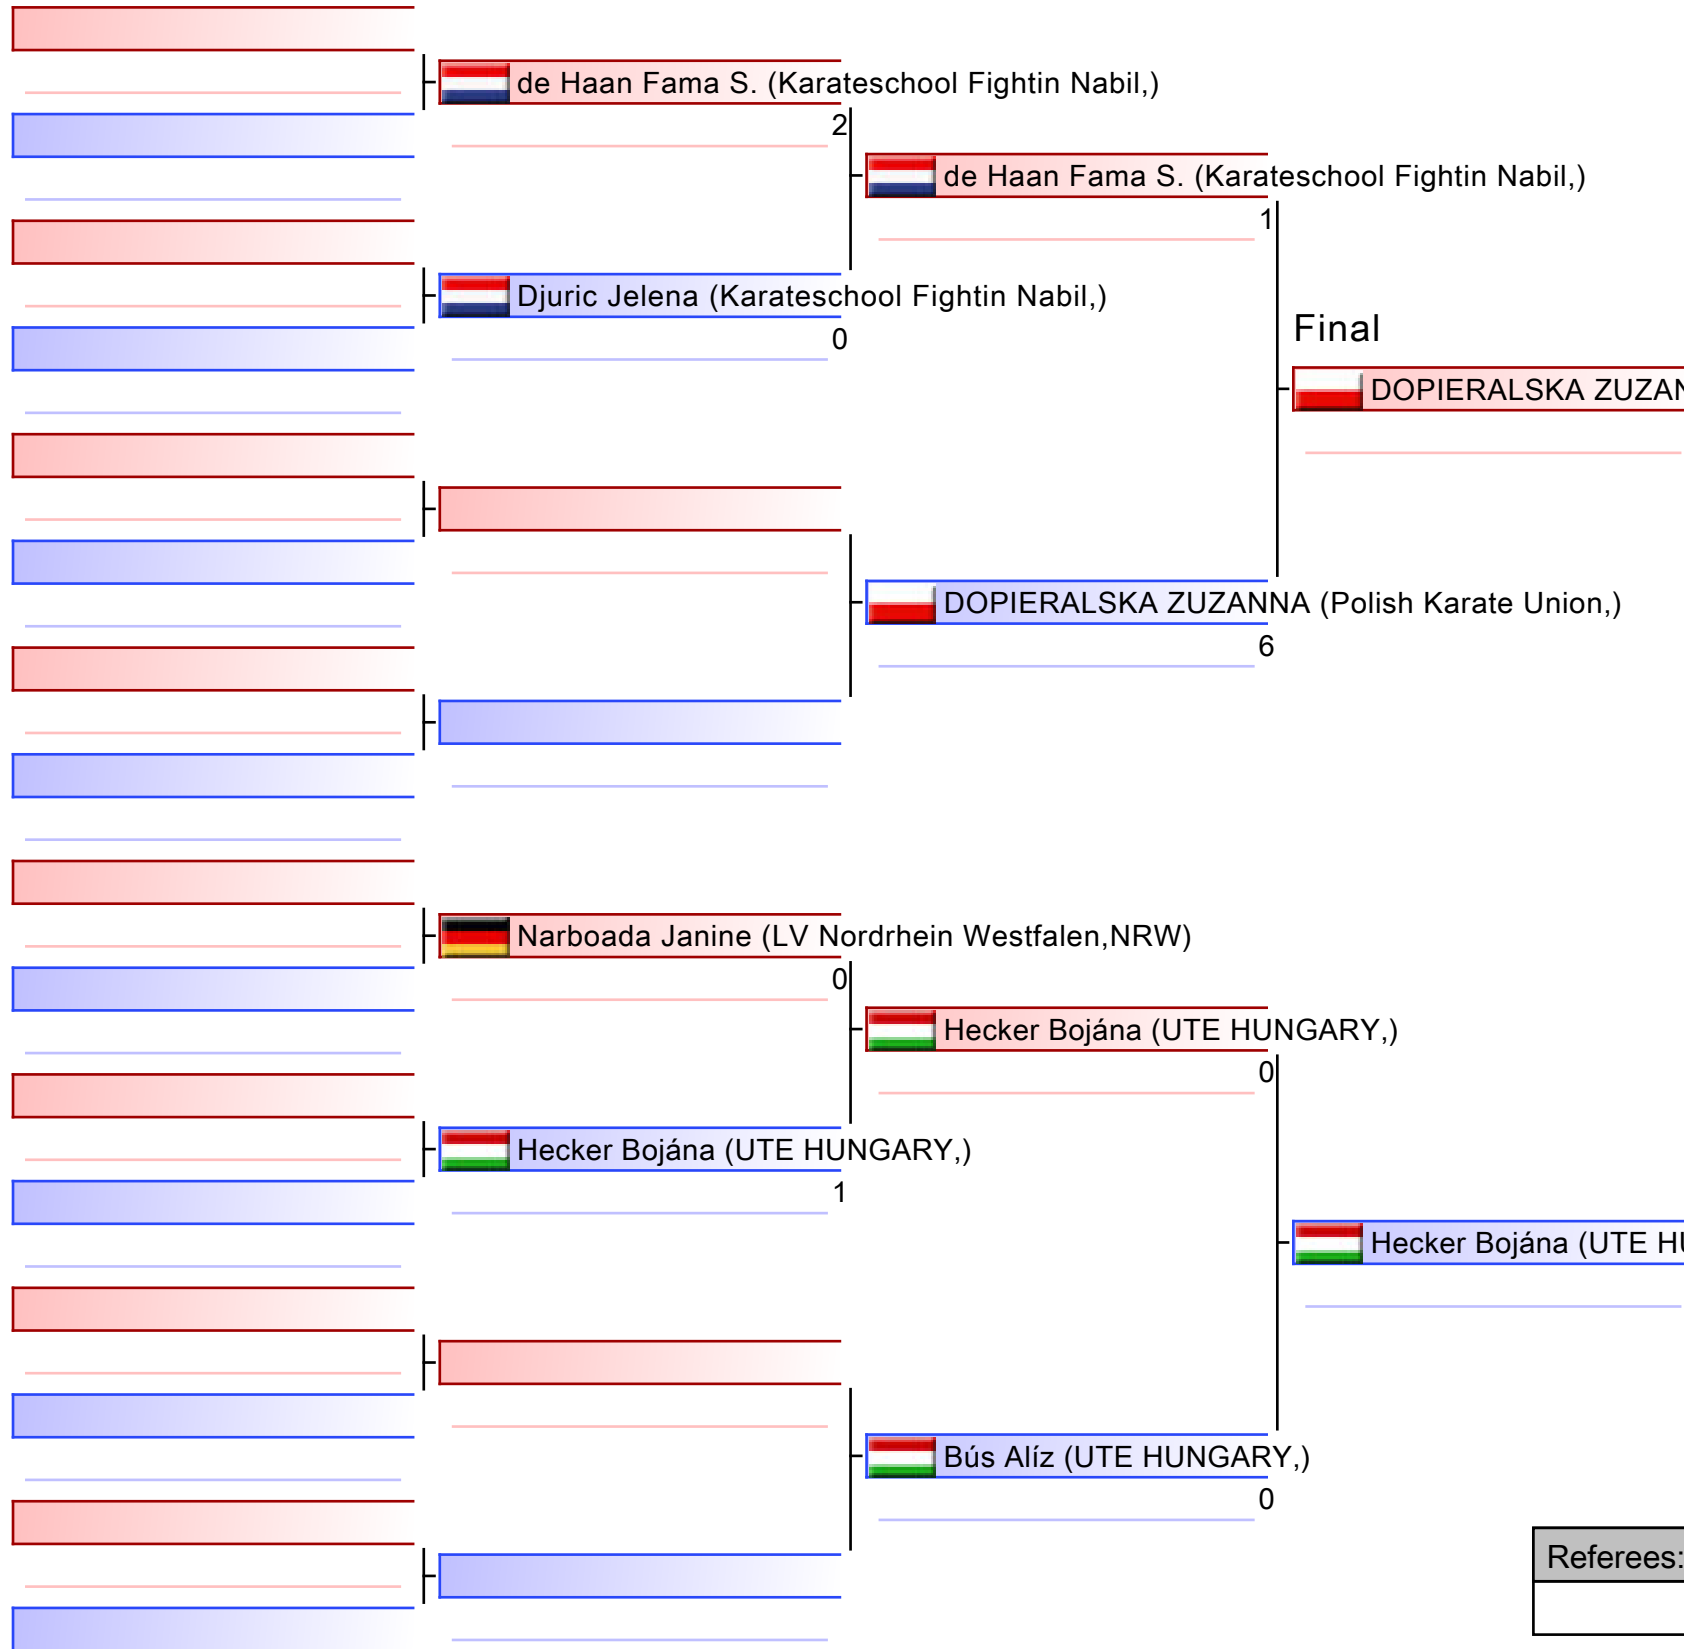 de Haan Fama S. (Karateschool Fightin Nabil,)
2
de Haan Fama S. (Karateschool Fightin Nabil,)
1
Djuric Jelena (Karateschool Fightin Nabil,)
0
Final
DOPIERALSKA ZUZAN
DOPIERALSKA ZUZANNA (Polish Karate Union,)
6
Narboada Janine (LV Nordrhein Westfalen,NRW)
0
Hecker Bojána (UTE HUNGARY,)
0
Hecker Bojána (UTE HUNGARY,)
1
Hecker Bojána (UTE HU
Bús Alíz (UTE HUNGARY,)
0
Referees: